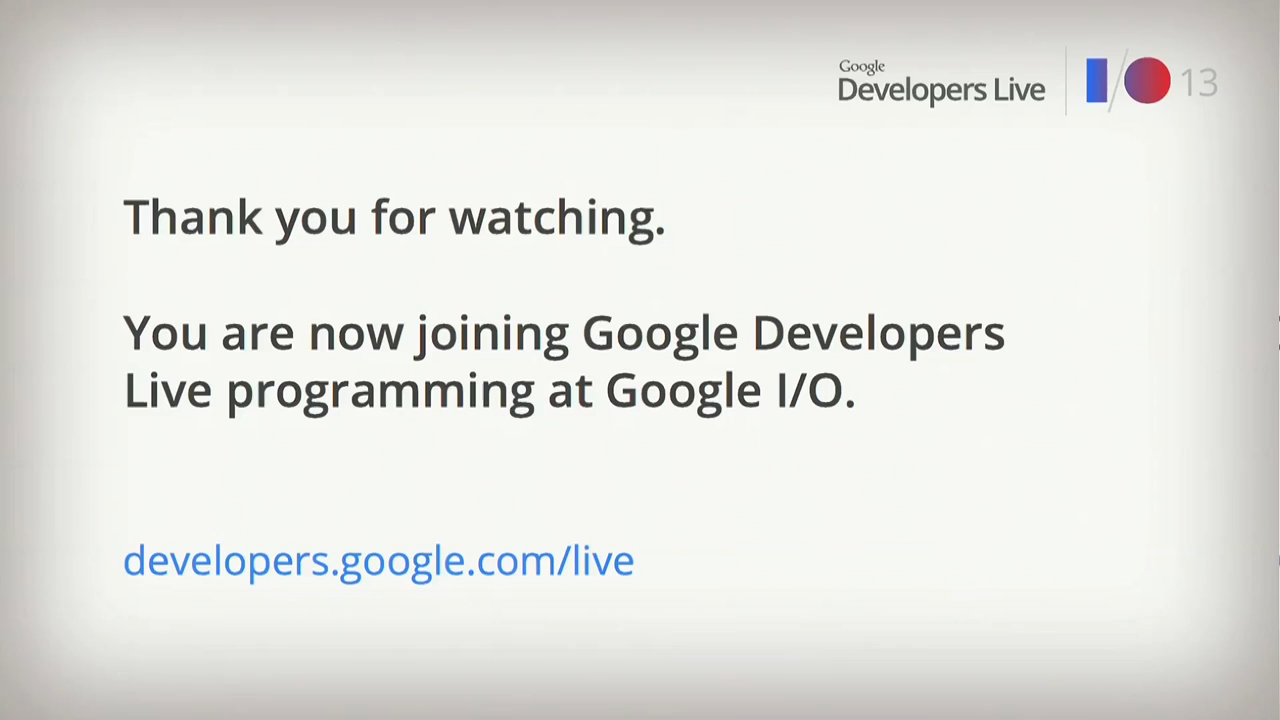 Google
Developers Live
I/O 13
Thank you for watching.
You are now joining Google Developers
Live programming at Google I/O.
developers.google.com/live